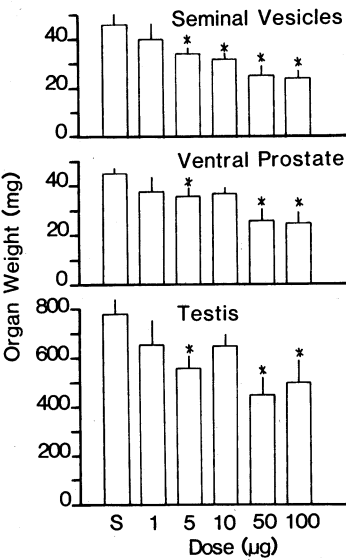 Seminal Vesicles
40
20
0
* * * *
Ventral Prostate
40
20
0
* * *
Organ Weight (mg)
Testis
800
600
400
200
0
* * *
S 1 5 10 50 100
Dose (µg)